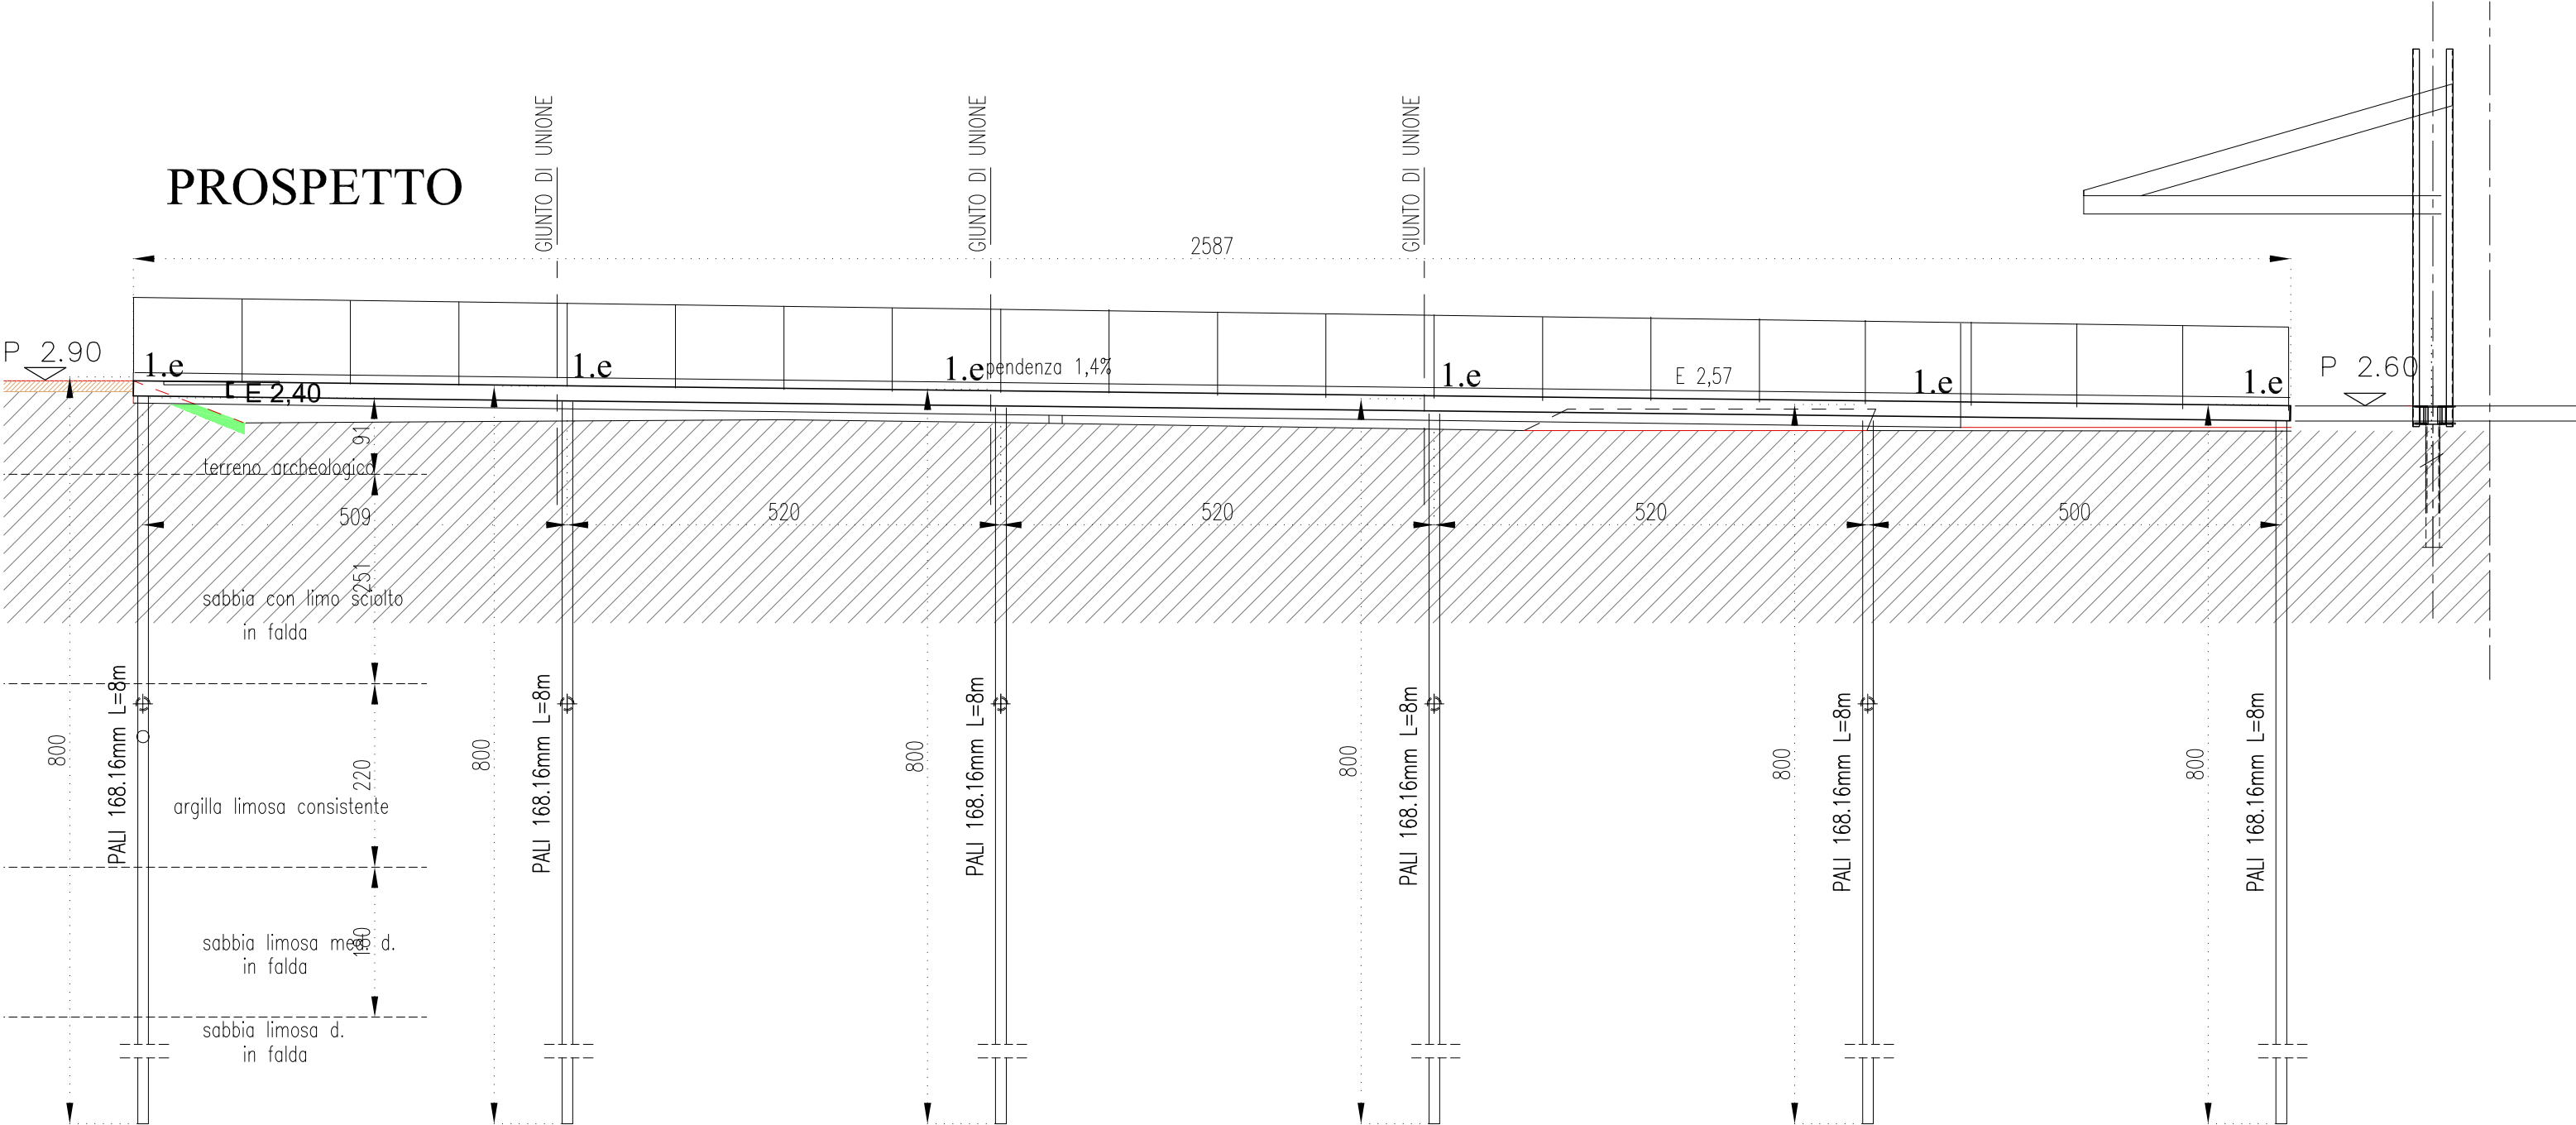 GIUNTO DI UNIONE
GIUNTO DI UNIONE
GIUNTO DI UNIONE
PROSPETTO
2587
P 2.90
1.e
1.e
1.e
pendenza 1,4%
1.e
E 2,57
1.e
1.e
P 2.60
E 2,40
91
terreno archeologico
509
520
520
520
500
251
sabbia con limo sciolto
in falda
PALI 168.16mm L=8m
PALI 168.16mm L=8m
PALI 168.16mm L=8m
PALI 168.16mm L=8m
PALI 168.16mm L=8m
PALI 168.16mm L=8m
800
800
800
800
800
800
220
argilla limosa consistente
180
sabbia limosa med. d.
in falda
sabbia limosa d.
in falda